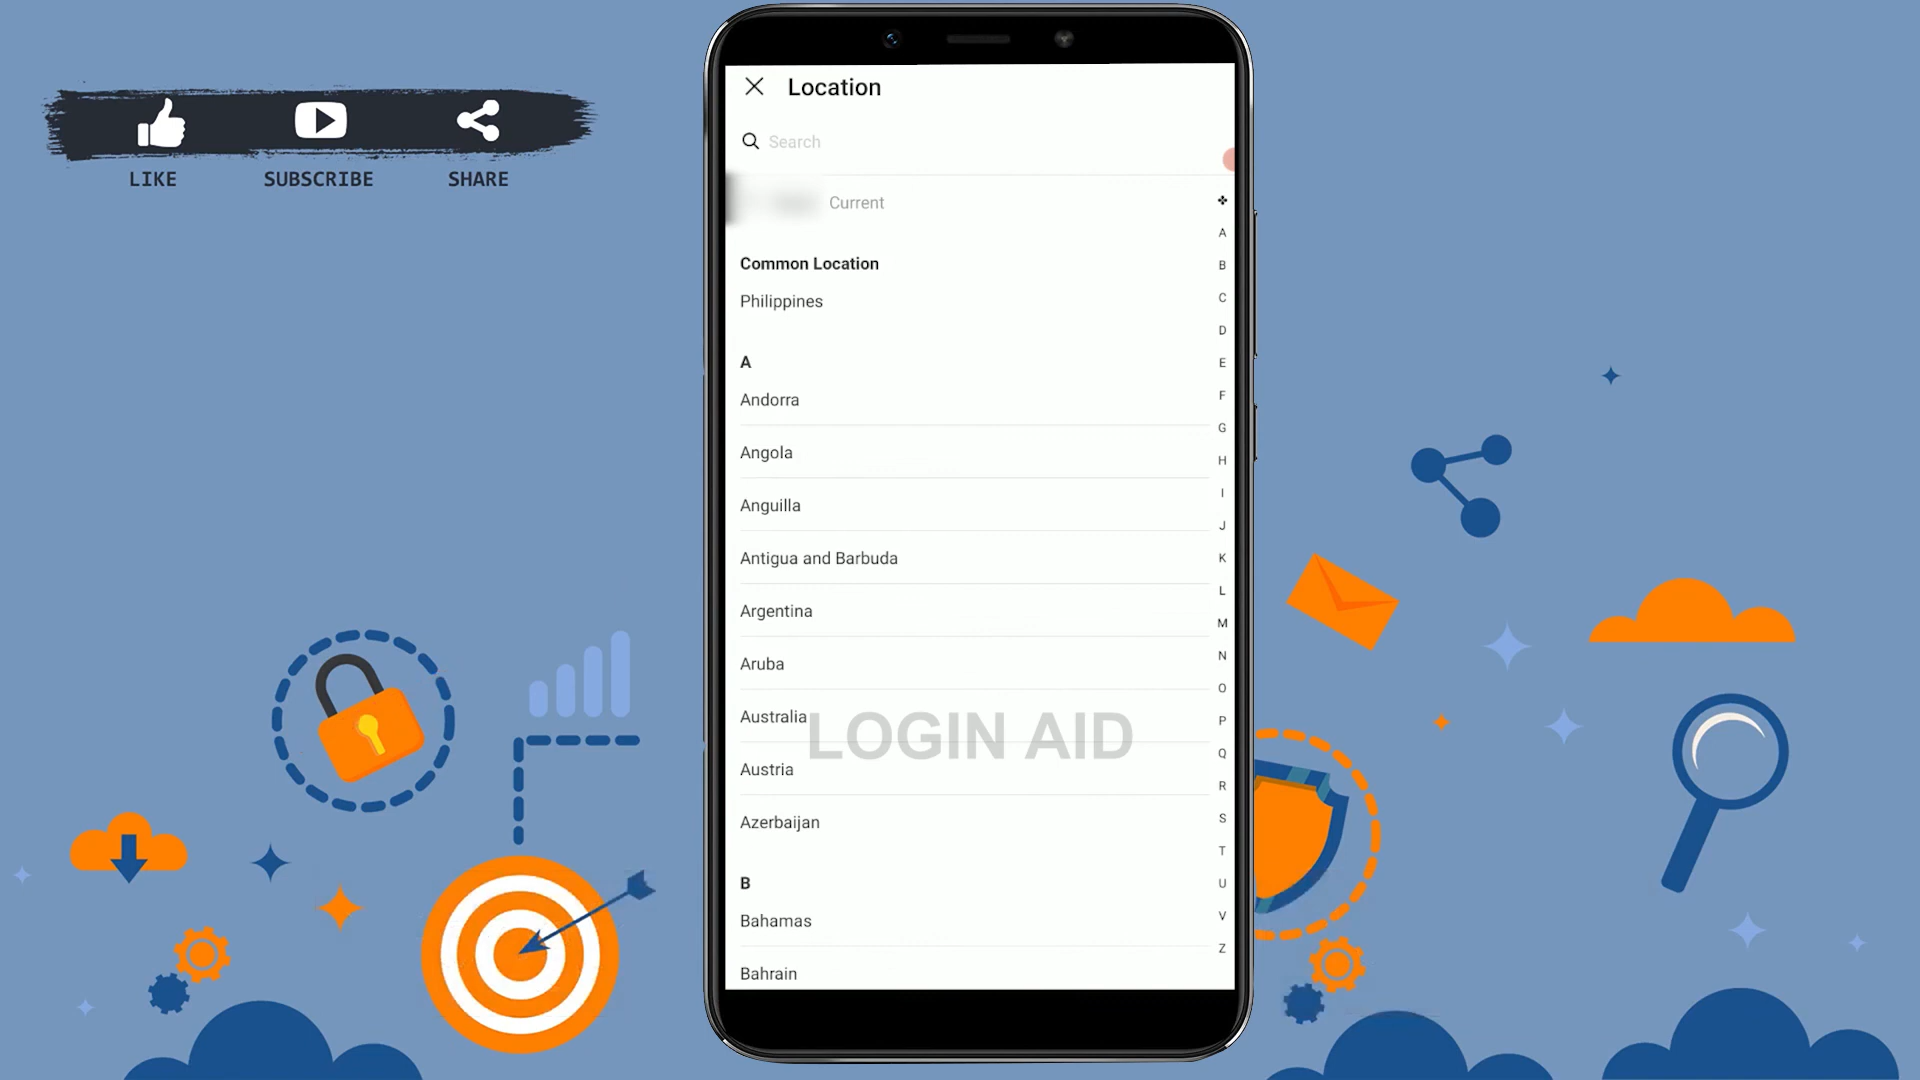 LIKE
SUBSCRIBE
SHARE
Location
Search
Current
Common Location
Philippines
A
Andorra
Angola
Anguilla
Antigua and Barbuda
Argentina
Aruba
Australia
LOGIN AID
Austria
Azerbaijan
B
Bahamas
Bahrain
A
B
C
D
E
F
G
H
I
J
K
L
M
N
O
P
Q
R
S
T
U
V
Z